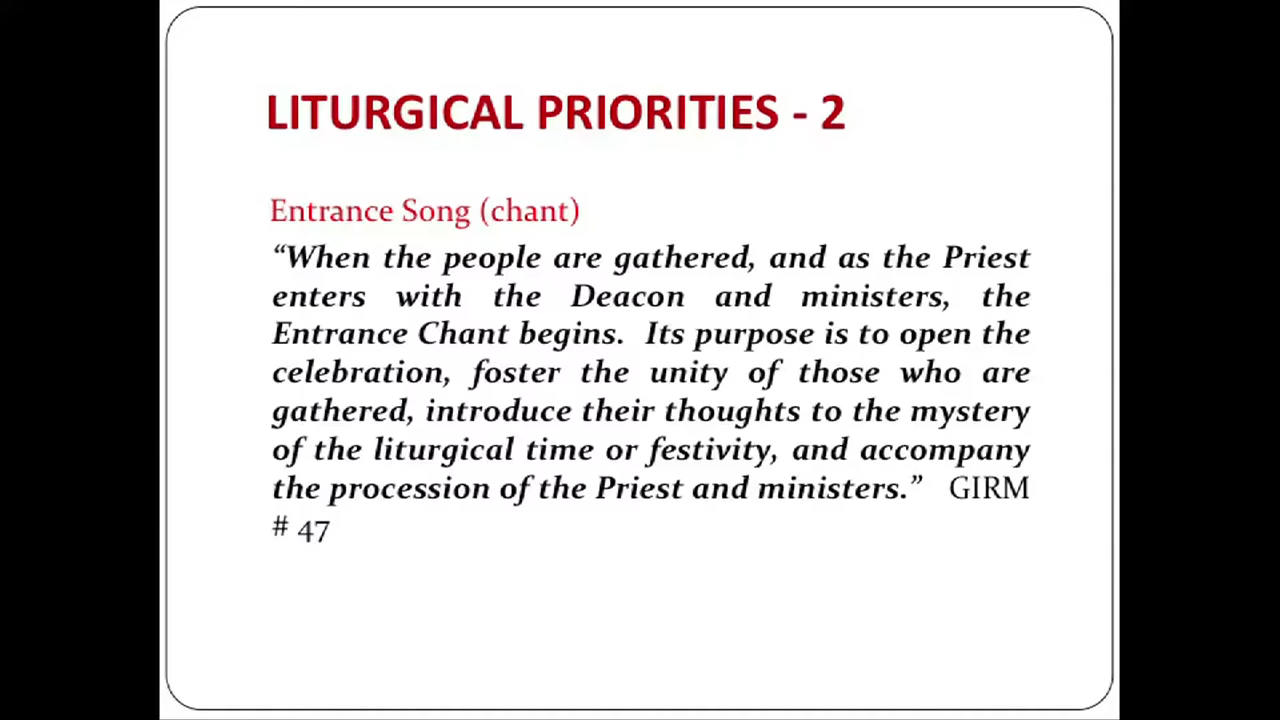 LITURGICAL PRIORITIES - 2
Entrance Song (chant)
“When the people are gathered, and as the Priest
enters with the Deacon and ministers, the
Entrance Chant begins.  Its purpose is to open the
celebration, foster the unity of those who are
gathered, introduce their thoughts to the mystery
of the liturgical time or festivity, and accompany
the procession of the Priest and ministers.”   GIRM
# 47